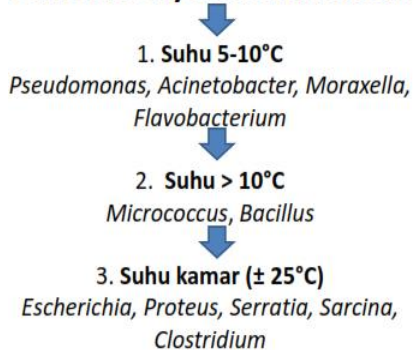 1. Suhu 5-10°C
Pseudomonas, Acinetobacter, Moraxella,
Flavobacterium
2. Suhu > 10°C
Micrococcus, Bacillus
3. Suhu kamar (± 25°C)
Escherichia, Proteus, Serratia, Sarcina,
Clostridium